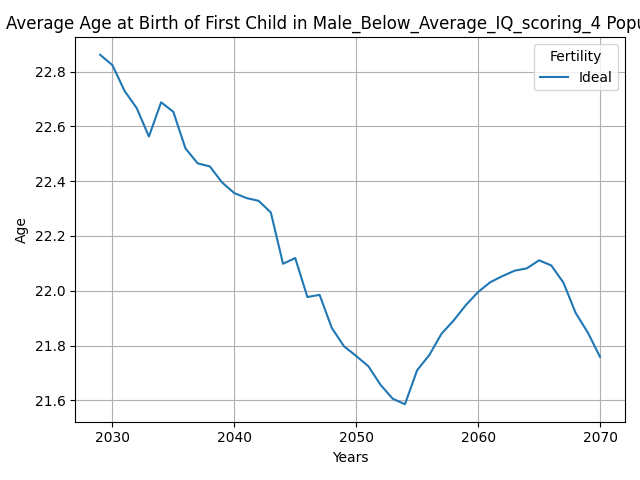 Average Age at Birth of First Child in Male_Below_Average_IQ_scoring_4
Fertility
Ideal
22.8
22.6
22.4
22.2
22.0
21.8
21.6
Age
2030 2040 2050 2060 2070
Years